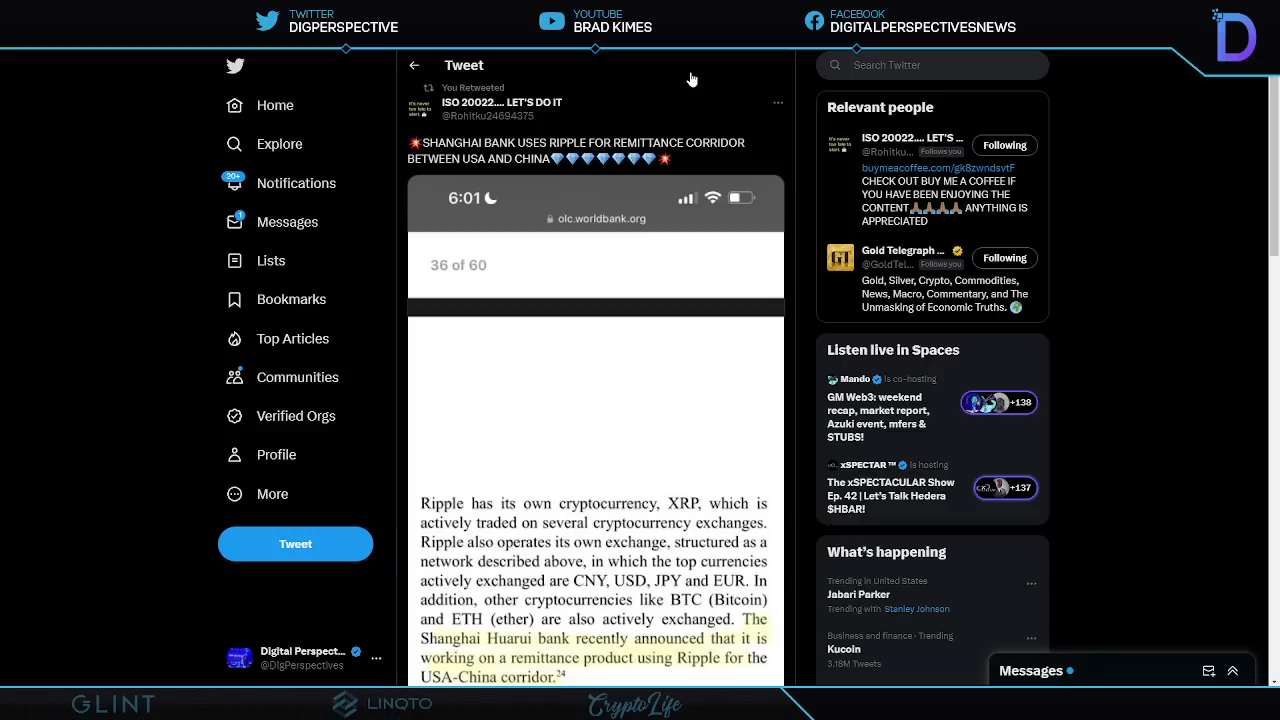 TWITTER
DIGPERSPECTIVE
YOUTUBE
BRAD KIMES
FACEBOOK
DIGITALPERSPECTIVESNEWS
D
Home
Explore
20+
Notifications
1
Messages
Lists
Bookmarks
Top Articles
Communities
Verified Orgs
Profile
More
Tweet
Digital Perspect...
@DIgPerspectives
Tweet
You Retweeted
ISO 20022.... LET'S DO IT
@Rohitku24694375
💥SHANGHAI BANK USES RIPPLE FOR REMITTANCE CORRIDOR
BETWEEN USA AND CHINA💎💎💎💎💎💎💎💥
6:01
olc.worldbank.org
36 of 60
Ripple has its own cryptocurrency, XRP, which is
actively traded on several cryptocurrency exchanges.
Ripple also operates its own exchange, structured as a
network described above, in which the top currencies
actively exchanged are CNY, USD, JPY and EUR. In
addition, other cryptocurrencies like BTC (Bitcoin)
and ETH (ether) are also actively exchanged. The
Shanghai Huarui bank recently announced that it is
working on a remittance product using Ripple for the
USA-China corridor.²⁴
Search Twitter
Relevant people
ISO 20022.... LET'S ...
@Rohitku... Follows you
Following
buymeacoffee.com/gk8zwndsvtF
CHECK OUT BUY ME A COFFEE IF
YOU HAVE BEEN ENJOYING THE
CONTENT🙏🏽🙏🏽🙏🏽🙏🏽 ANYTHING IS
APPRECIATED
GT
Gold Telegraph ...
@GoldTel... Follows you
Following
Gold, Silver, Crypto, Commodities,
News, Macro, Commentary, and The
Unmasking of Economic Truths. 🌍
Listen live in Spaces
Mando is co-hosting
GM Web3: weekend
recap, market report,
Azuki event, mfers &
STUBS!
+138
xSPECTAR ™ is hosting
The xSPECTACULAR Show
Ep. 42 | Let's Talk Hedera
$HBAR!
+137
What's happening
Trending in United States
Jabari Parker
Trending with Stanley Johnson
Business and finance · Trending
Kucoin
3.18M Tweets
Messages
GLINT
LINQTO
CryptoLife